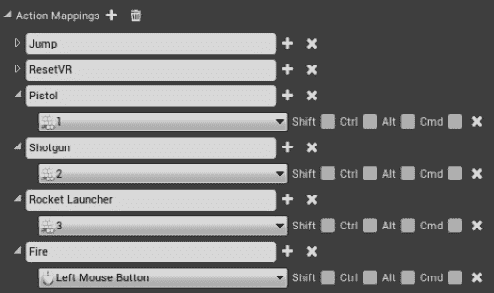 Action Mappings
Jump
ResetVR
Pistol
1 Shift Ctrl Alt Cmd
Shotgun
2 Shift Ctrl Alt Cmd
Rocket Launcher
3 Shift Ctrl Alt Cmd
Fire
Left Mouse Button Shift Ctrl Alt Cmd